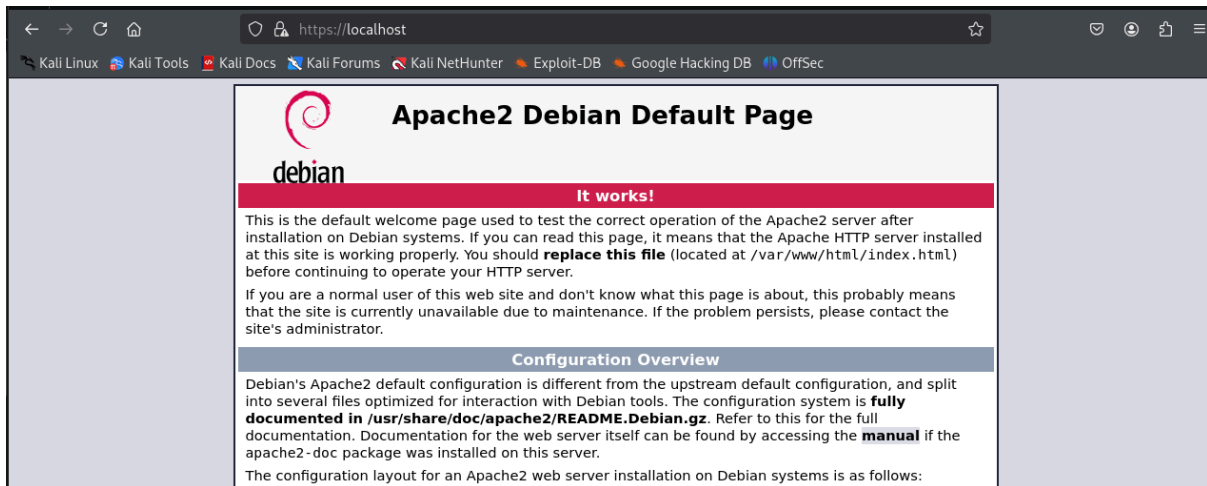 https://localhost
Kali Linux Kali Tools Kali Docs Kali Forums Kali NetHunter Exploit-DB Google Hacking DB OffSec
debian
Apache2 Debian Default Page
It works!
This is the default welcome page used to test the correct operation of the Apache2 server after
installation on Debian systems. If you can read this page, it means that the Apache HTTP server installed
at this site is working properly. You should replace this file (located at /var/www/html/index.html)
before continuing to operate your HTTP server.
If you are a normal user of this web site and don't know what this page is about, this probably means
that the site is currently unavailable due to maintenance. If the problem persists, please contact the
site's administrator.
Configuration Overview
Debian's Apache2 default configuration is different from the upstream default configuration, and split
into several files optimized for interaction with Debian tools. The configuration system is fully
documented in /usr/share/doc/apache2/README.Debian.gz. Refer to this for the full
documentation. Documentation for the web server itself can be found by accessing the manual if the
apache2-doc package was installed on this server.
The configuration layout for an Apache2 web server installation on Debian systems is as follows: